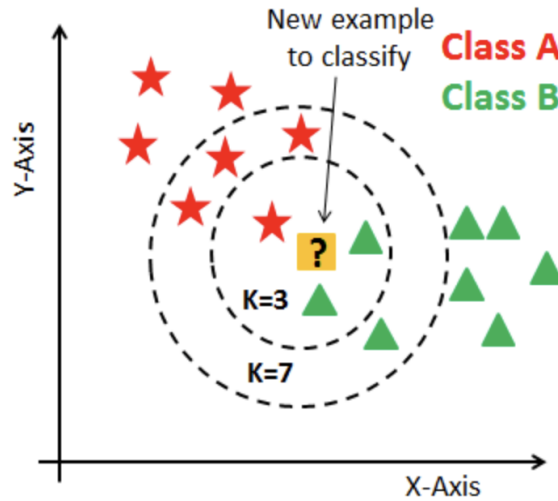 New example
to classify
Class A
Class B
Y-Axis
?
K=3
K=7
X-Axis